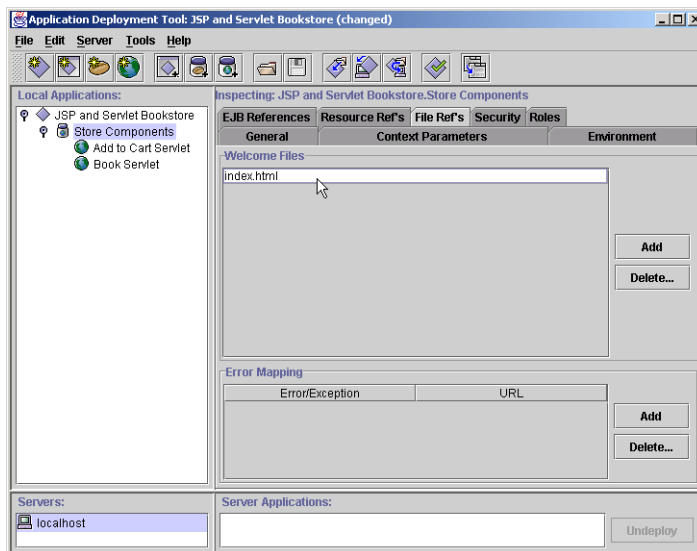 Application Deployment Tool: JSP and Servlet Bookstore (changed)
File Edit Server Tools Help
Local Applications:
JSP and Servlet Bookstore
Store Components
Add to Cart Servlet
Book Servlet
Inspecting: JSP and Servlet Bookstore.Store Components
EJB References Resource Ref's File Ref's Security Roles
General Context Parameters Environment
Welcome Files
index.html
Add
Delete...
Error Mapping
Error/Exception URL
Add
Delete...
Servers:
localhost
Server Applications:
Undeploy